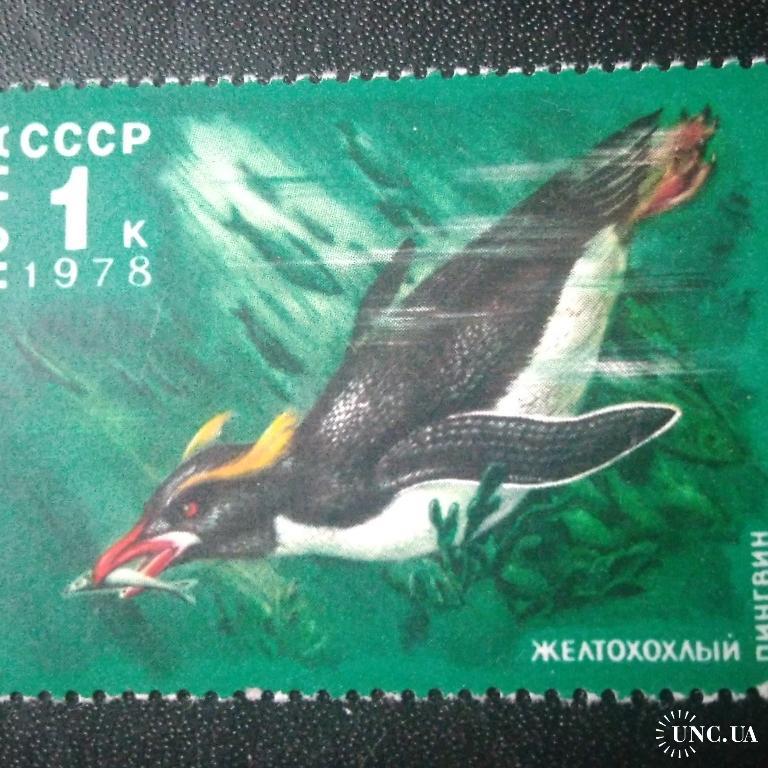 СССР
1 к
1978
ЖЕЛТОХОХЛЫЙ
ПИНГВИН
UNC.UA